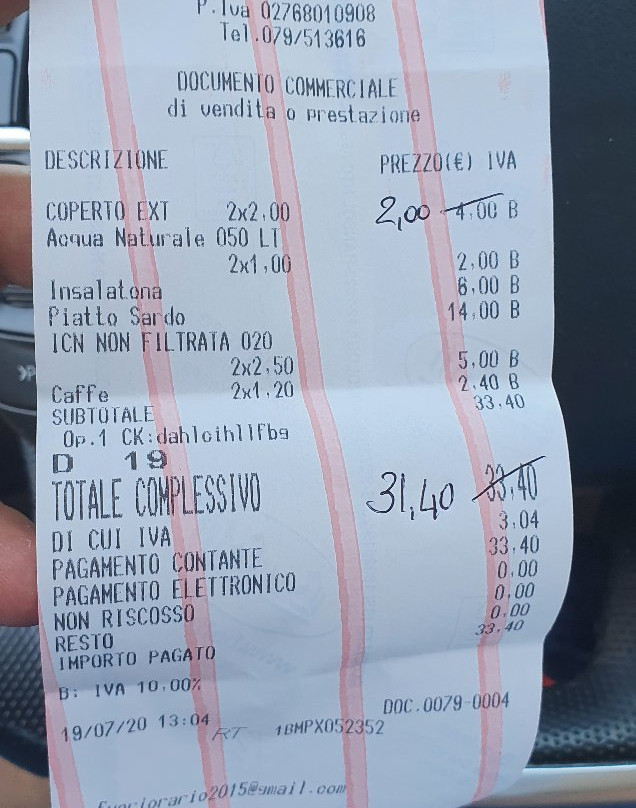 P.Iva 02768010908
Tel.079/513616
DOCUMENTO COMMERCIALE
di vendita o prestazione
DESCRIZIONE PREZZO(€) IVA
COPERTO EXT 2x2,00 2,00 4,00 B
Acqua Naturale 050 LT
2x1,00 2,00 B
Insalatona 6,00 B
Piatto Sardo 14,00 B
ICN NON FILTRATA 020
2x2,50 5,00 B
Caffe 2x1,20 2,40 B
SUBTOTALE 33,40
Op.1 CK:dahlcihllfbg
D 19
TOTALE COMPLESSIVO 31,40 33,40
DI CUI IVA 3,04
PAGAMENTO CONTANTE 33,40
PAGAMENTO ELETTRONICO 0,00
NON RISCOSSO 0,00
RESTO 0,00
IMPORTO PAGATO 33,40
B: IVA 10,00%
DOC.0079-0004
19/07/20 13:04 RT 1BMPX052352
fuoriorario2015@gmail.com